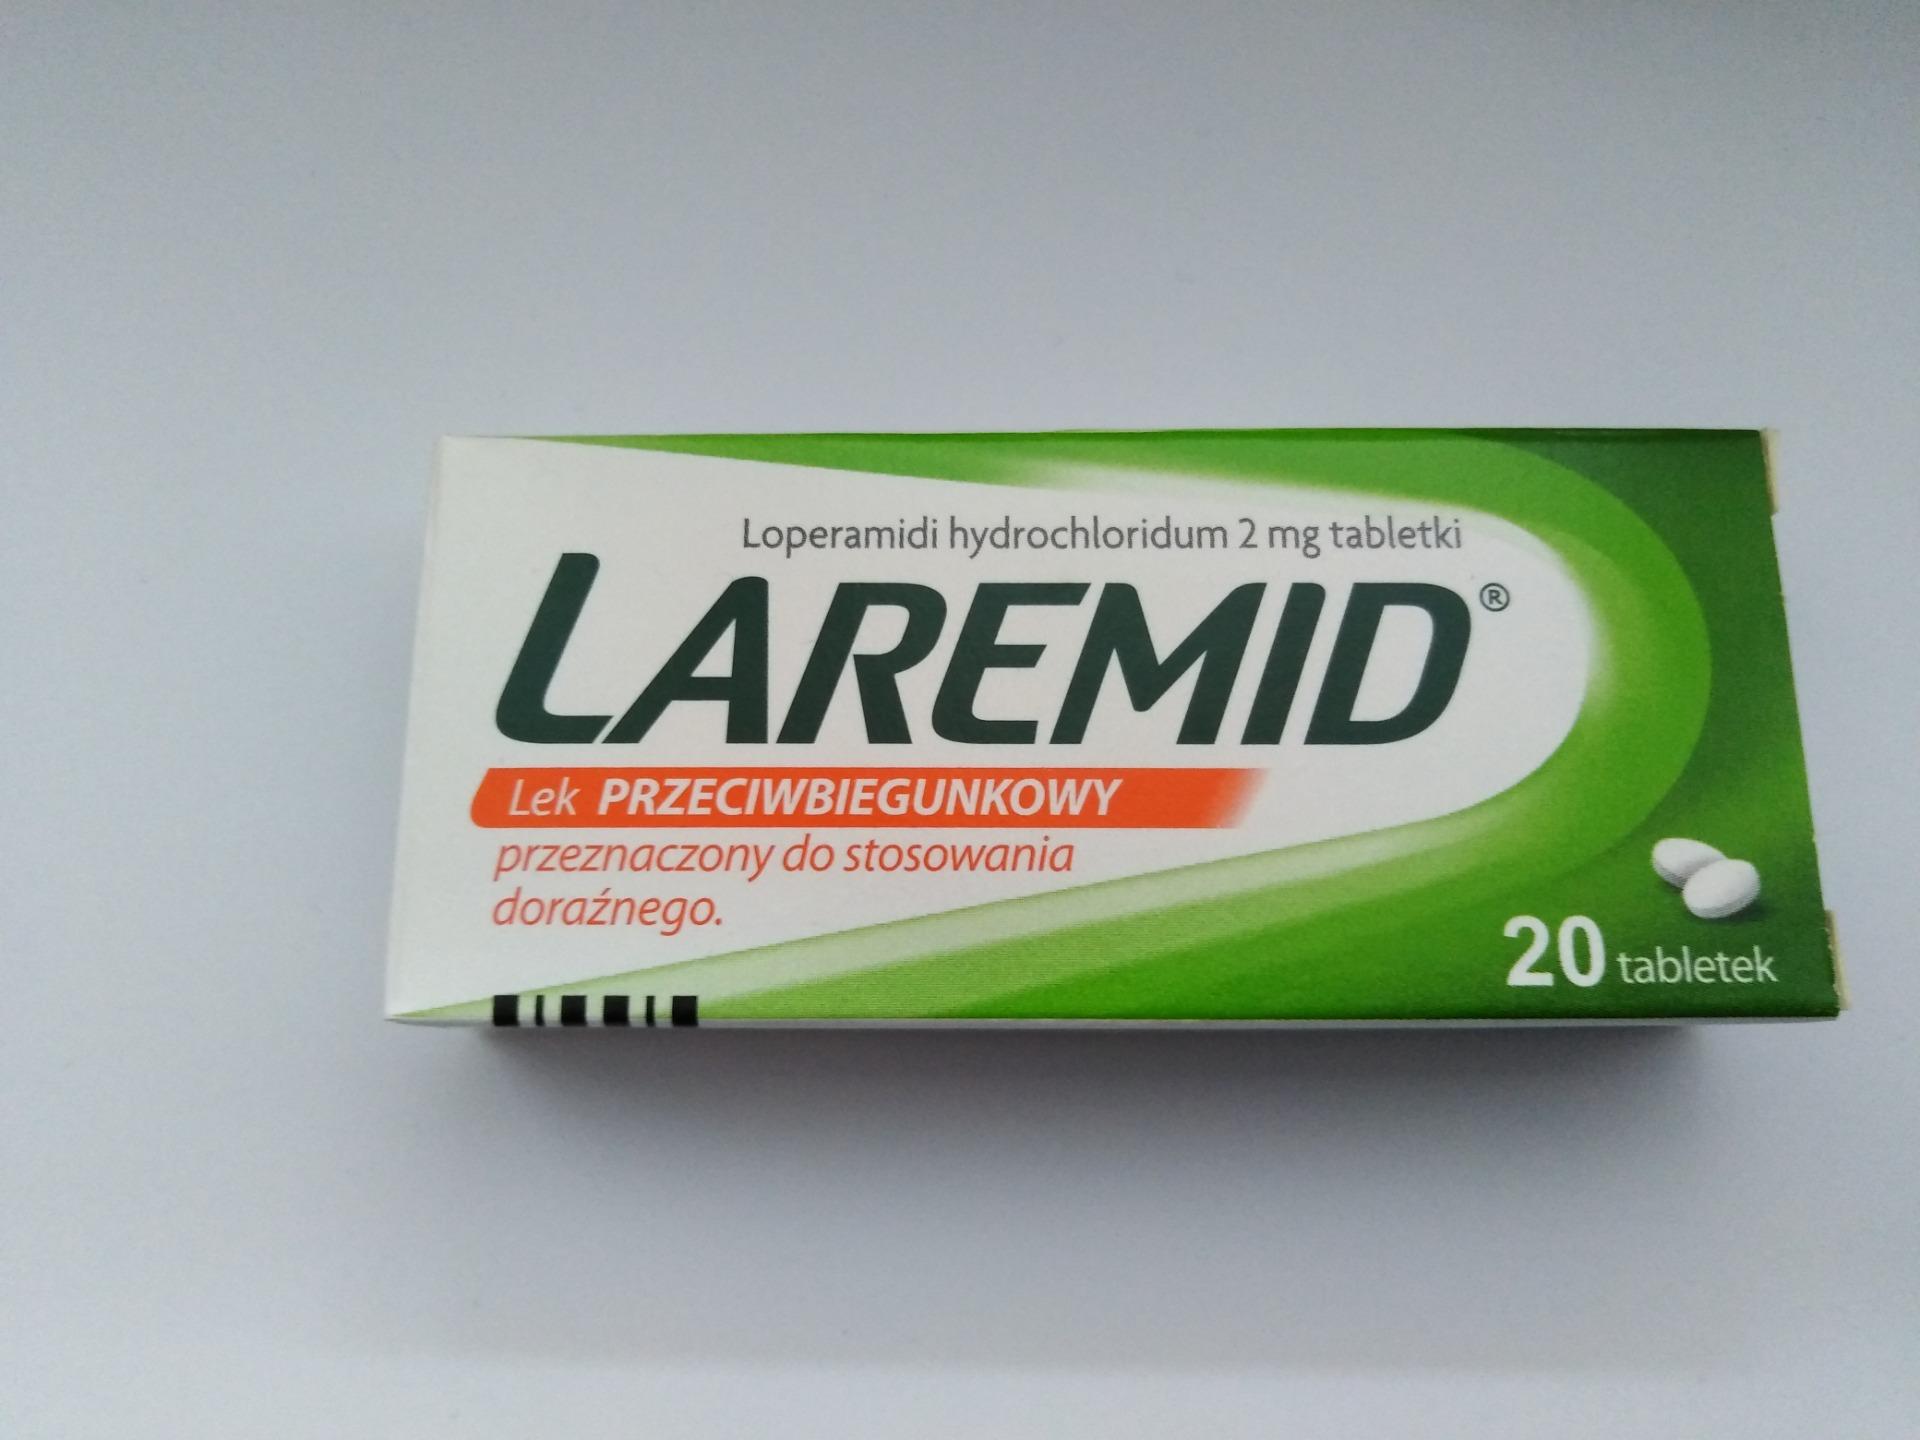 Loperamidi hydrochloridum 2 mg tabletki
LAREMID®
Lek PRZECIWBIEGUNKOWY
przeznaczony do stosowania
doraźnego.
20 tabletek